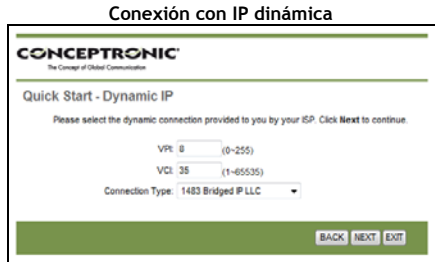 Conexión con IP dinámica
CONCEPTRONIC
The Concept of Global Communication
Quick Start - Dynamic IP
Please select the dynamic connection provided to you by your ISP. Click Next to continue.
VPI: 8 (0~255)
VCI: 35 (1~65535)
Connection Type: 1483 Bridged IP LLC
BACK NEXT EXIT